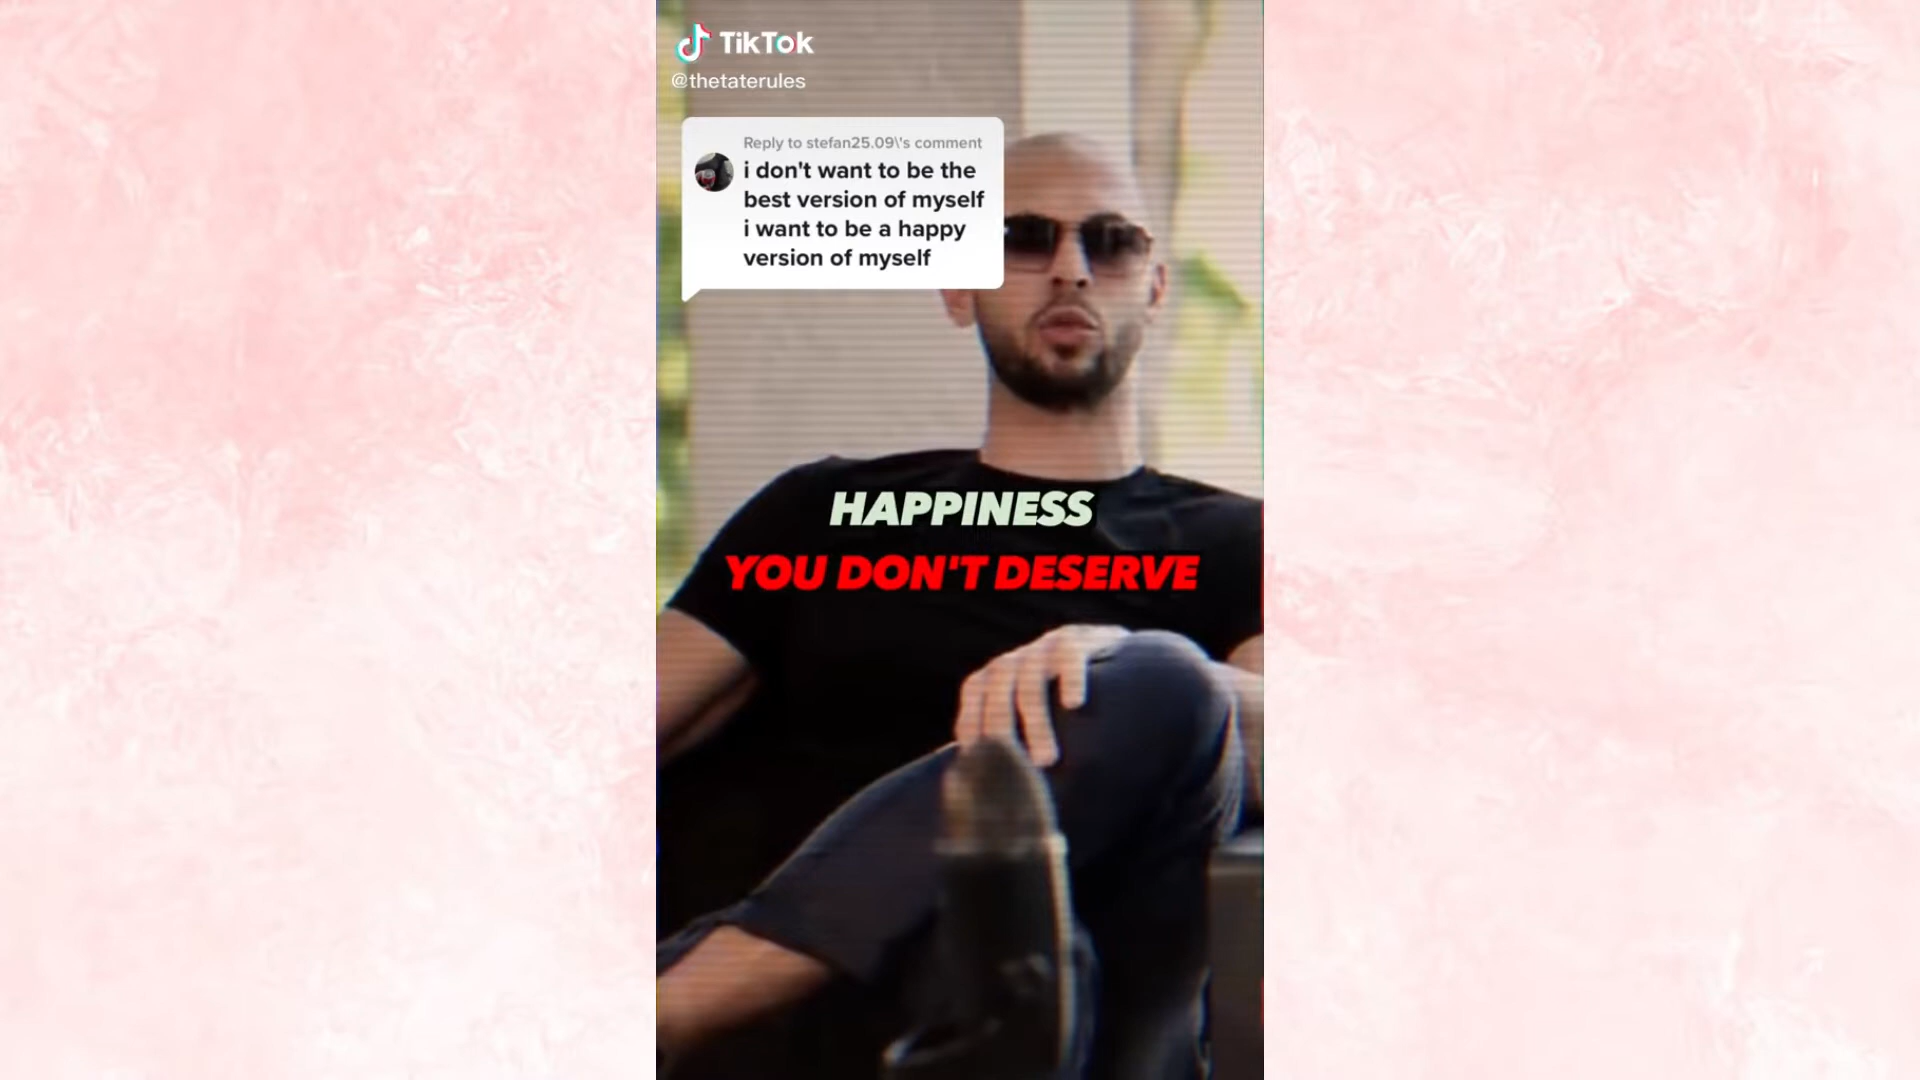 TikTok
@thetaterules
Reply to stefan25.09\'s comment
i don't want to be the
best version of myself
i want to be a happy
version of myself
HAPPINESS
YOU DON'T DESERVE